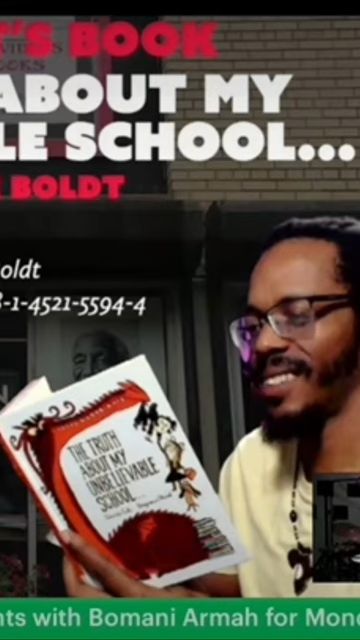 T'S BOOK
ABOUT MY
LE SCHOOL...
BOLDT
oldt
3-1-4521-5594-4
THE TRUTH
ABOUT MY
UNBELIEVABLE
SCHOOL...
nts with Bomani Armah for Mon